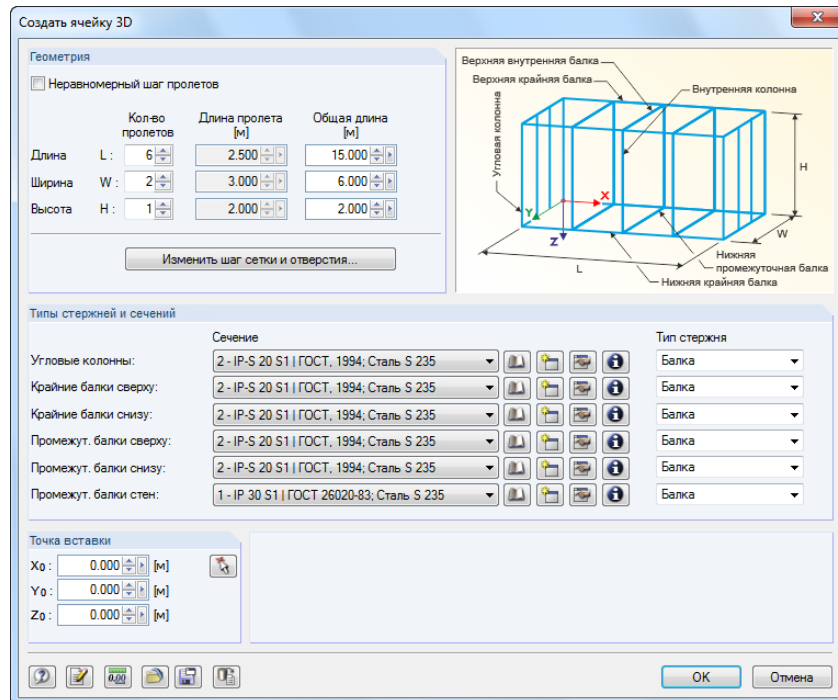 Создать ячейку 3D
Геометрия
Неравномерный шаг пролетов
Кол-во пролетов
Длина пролета [м]
Общая длина [м]
Длина L : 6 2.500 15.000
Ширина W : 2 3.000 6.000
Высота H : 1 2.000 2.000
Изменить шаг сетки и отверстия...
Верхняя внутренняя балка
Верхняя крайняя балка
Внутренняя колонна
Угловая колонна
H
X
Y
Z
W
L
Нижняя
промежуточная балка
Нижняя крайняя балка
Типы стержней и сечений
Сечение
Тип стержня
Угловые колонны: 2 - IP-S 20 S1 | ГОСТ, 1994; Сталь S 235 Балка
Крайние балки сверху: 2 - IP-S 20 S1 | ГОСТ, 1994; Сталь S 235 Балка
Крайние балки снизу: 2 - IP-S 20 S1 | ГОСТ, 1994; Сталь S 235 Балка
Промежут. балки сверху: 2 - IP-S 20 S1 | ГОСТ, 1994; Сталь S 235 Балка
Промежут. балки снизу: 2 - IP-S 20 S1 | ГОСТ, 1994; Сталь S 235 Балка
Промежут. балки стен: 1 - IP 30 S1 | ГОСТ 26020-83; Сталь S 235 Балка
Точка вставки
X0 : 0.000 [м]
Y0 : 0.000 [м]
Z0 : 0.000 [м]
0,00
OK
Отмена